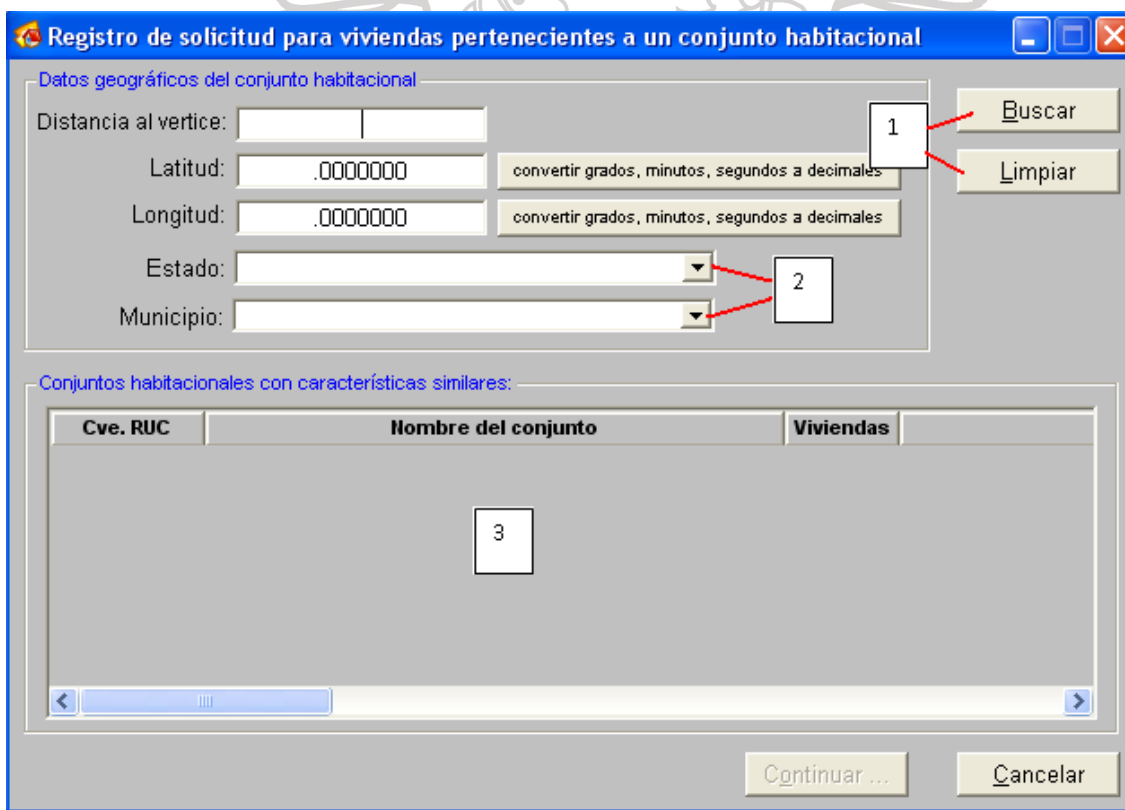 Registro de solicitud para viviendas pertenecientes a un conjunto habitacional
Datos geográficos del conjunto habitacional
Distancia al vertice:
Buscar
1
Latitud: .0000000 convertir grados, minutos, segundos a decimales
Limpiar
Longitud: .0000000 convertir grados, minutos, segundos a decimales
Estado:
2
Municipio:
Conjuntos habitacionales con características similares:
Cve. RUC Nombre del conjunto Viviendas
3
Continuar ... Cancelar